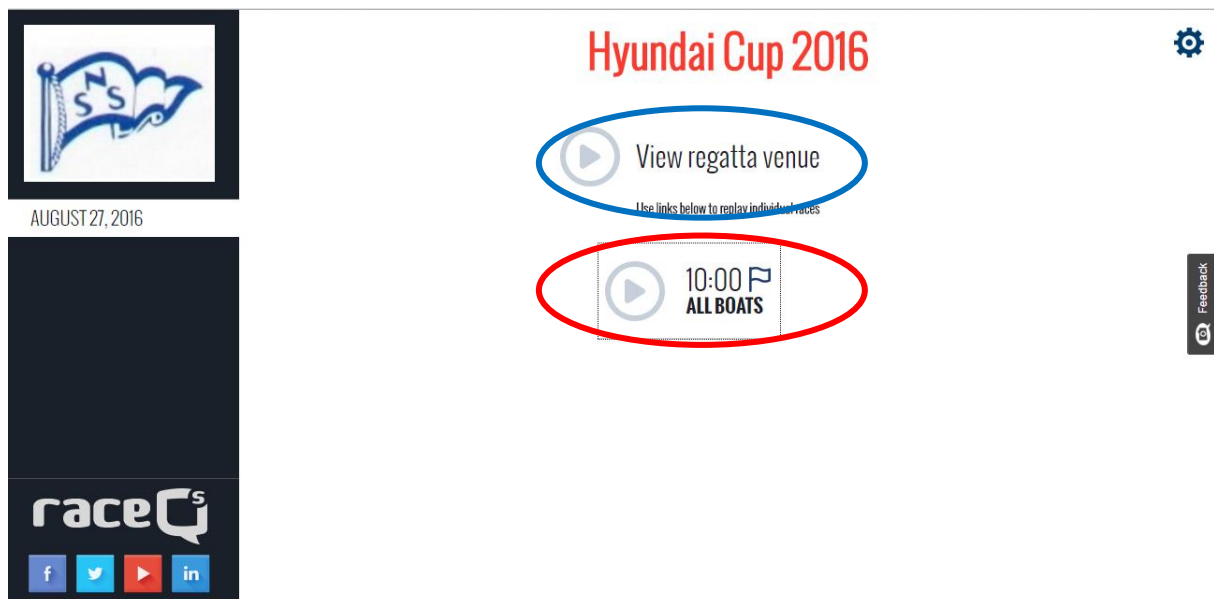 Hyundai Cup 2016
N
S S
AUGUST 27, 2016
View regatta venue
Use links below to replay individual races
10:00
ALL BOATS
Feedback
raceQs
f
in